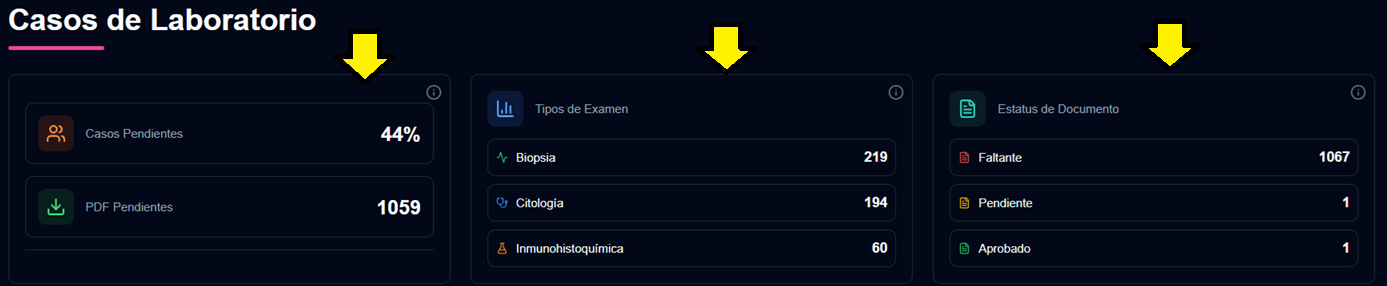 Casos de Laboratorio
Casos Pendientes 44%
PDF Pendientes 1059
Tipos de Examen
Biopsia 219
Citología 194
Inmunohistoquímica 60
Estatus de Documento
Faltante 1067
Pendiente 1
Aprobado 1